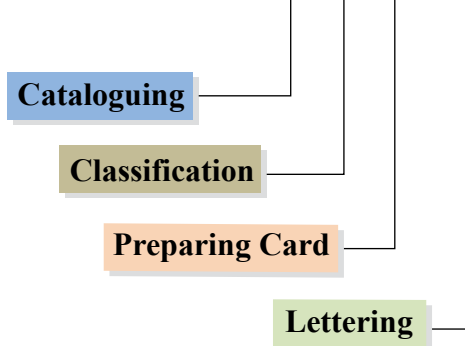 Cataloguing
Classification
Preparing Card
Lettering